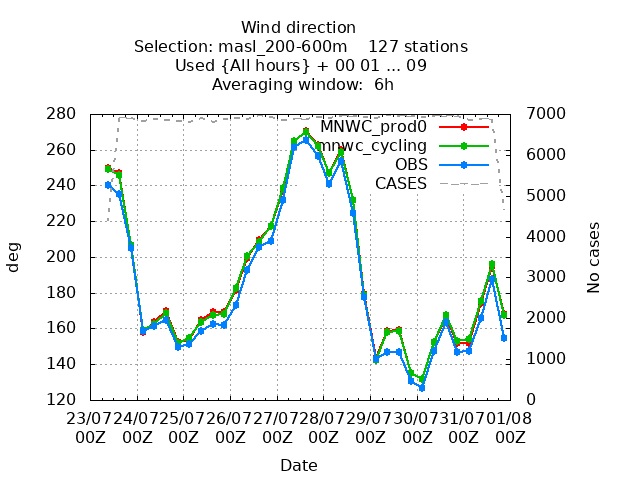 Wind direction
Selection: masl_200-600m    127 stations
Used {All hours} + 00 01 ... 09
Averaging window:  6h
280
260
240
220
200
180
160
140
120
deg
7000
6000
5000
4000
3000
2000
1000
0
No cases
MNWC_prod0
mnwc_cycling
OBS
CASES
23/07 24/07 25/07 26/07 27/07 28/07 29/07 30/07 31/07 01/08
00Z 00Z 00Z 00Z 00Z 00Z 00Z 00Z 00Z 00Z
Date